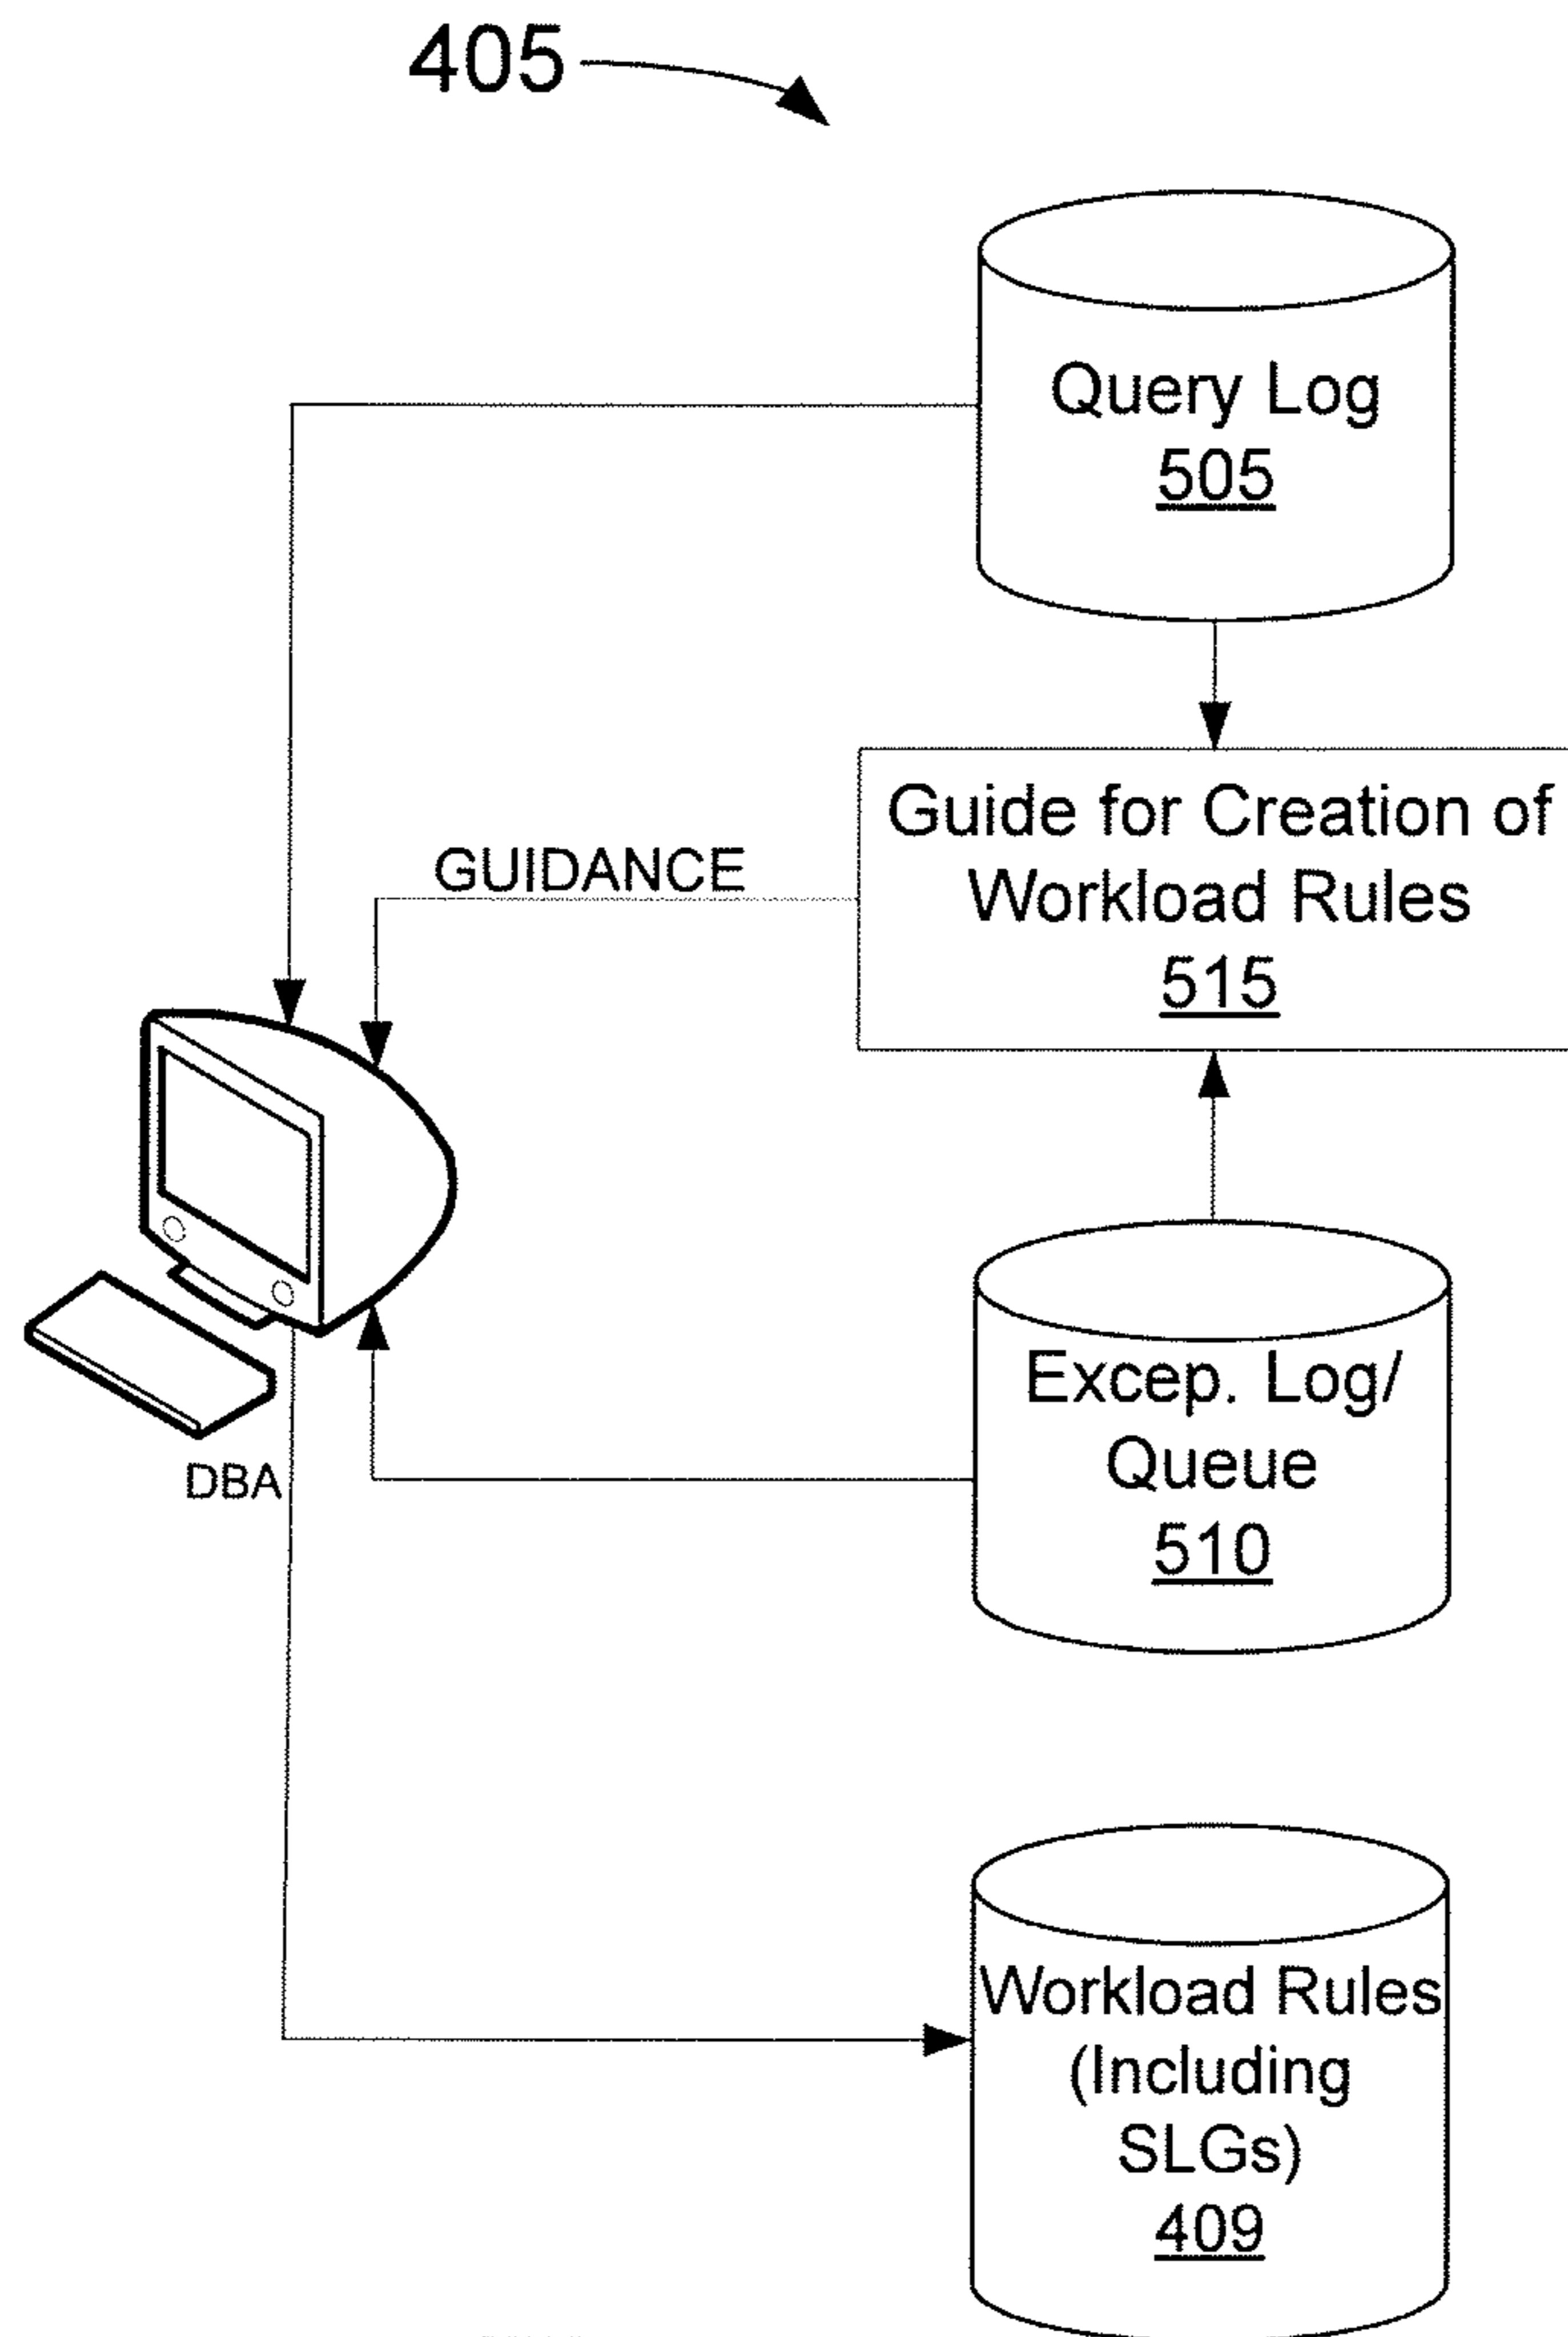 405
Query Log
505
Guide for Creation of
Workload Rules
515
GUIDANCE
Excep. Log/
Queue
510
DBA
Workload Rules
(Including
SLGs)
409